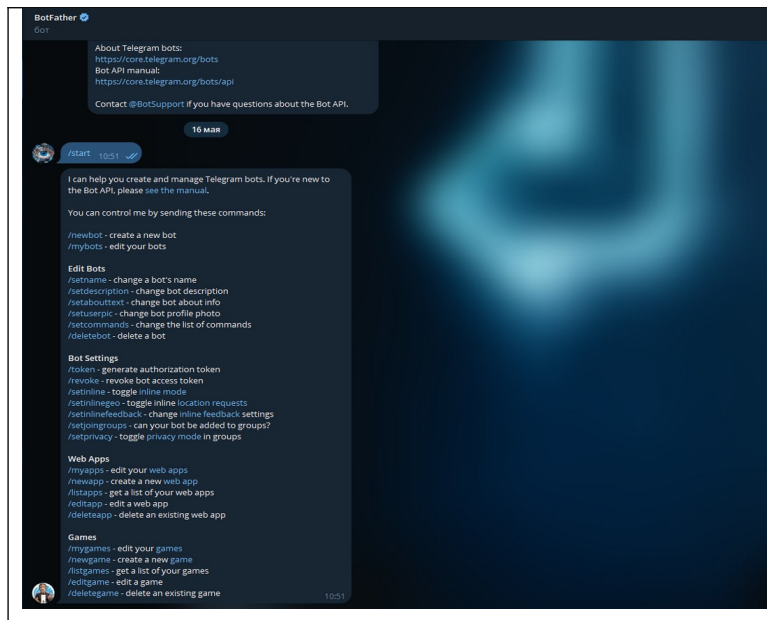 BotFather
бот
About Telegram bots:
https://core.telegram.org/bots
Bot API manual:
https://core.telegram.org/bots/api
Contact @BotSupport if you have questions about the Bot API.
16 мая
/start 10:51
I can help you create and manage Telegram bots. If you're new to
the Bot API, please see the manual.
You can control me by sending these commands:
/newbot - create a new bot
/mybots - edit your bots
Edit Bots
/setname - change a bot's name
/setdescription - change bot description
/setabouttext - change bot about info
/setuserpic - change bot profile photo
/setcommands - change the list of commands
/deletebot - delete a bot
Bot Settings
/token - generate authorization token
/revoke - revoke bot access token
/setinline - toggle inline mode
/setinlinegeo - toggle inline location requests
/setinlinefeedback - change inline feedback settings
/setjoingroups - can your bot be added to groups?
/setprivacy - toggle privacy mode in groups
Web Apps
/myapps - edit your web apps
/newapp - create a new web app
/listapps - get a list of your web apps
/editapp - edit a web app
/deleteapp - delete an existing web app
Games
/mygames - edit your games
/newgame - create a new game
/listgames - get a list of your games
/editgame - edit a game
/deletegame - delete an existing game 10:51